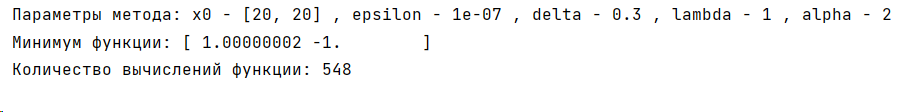 Параметры метода: x0 - [20, 20] , epsilon - 1e-07 , delta - 0.3 , lambda - 1 , alpha - 2
Минимум функции: [ 1.00000002 -1.        ]
Количество вычислений функции: 548